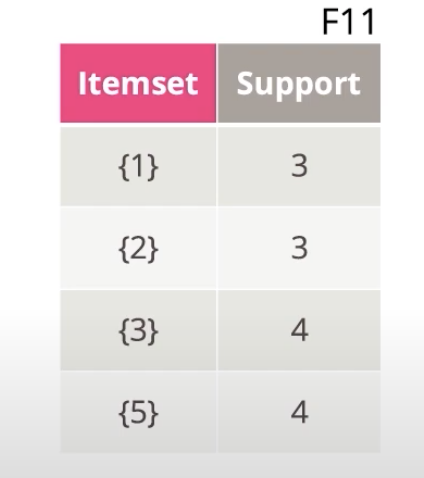 F11
Itemset Support
{1} 3
{2} 3
{3} 4
{5} 4